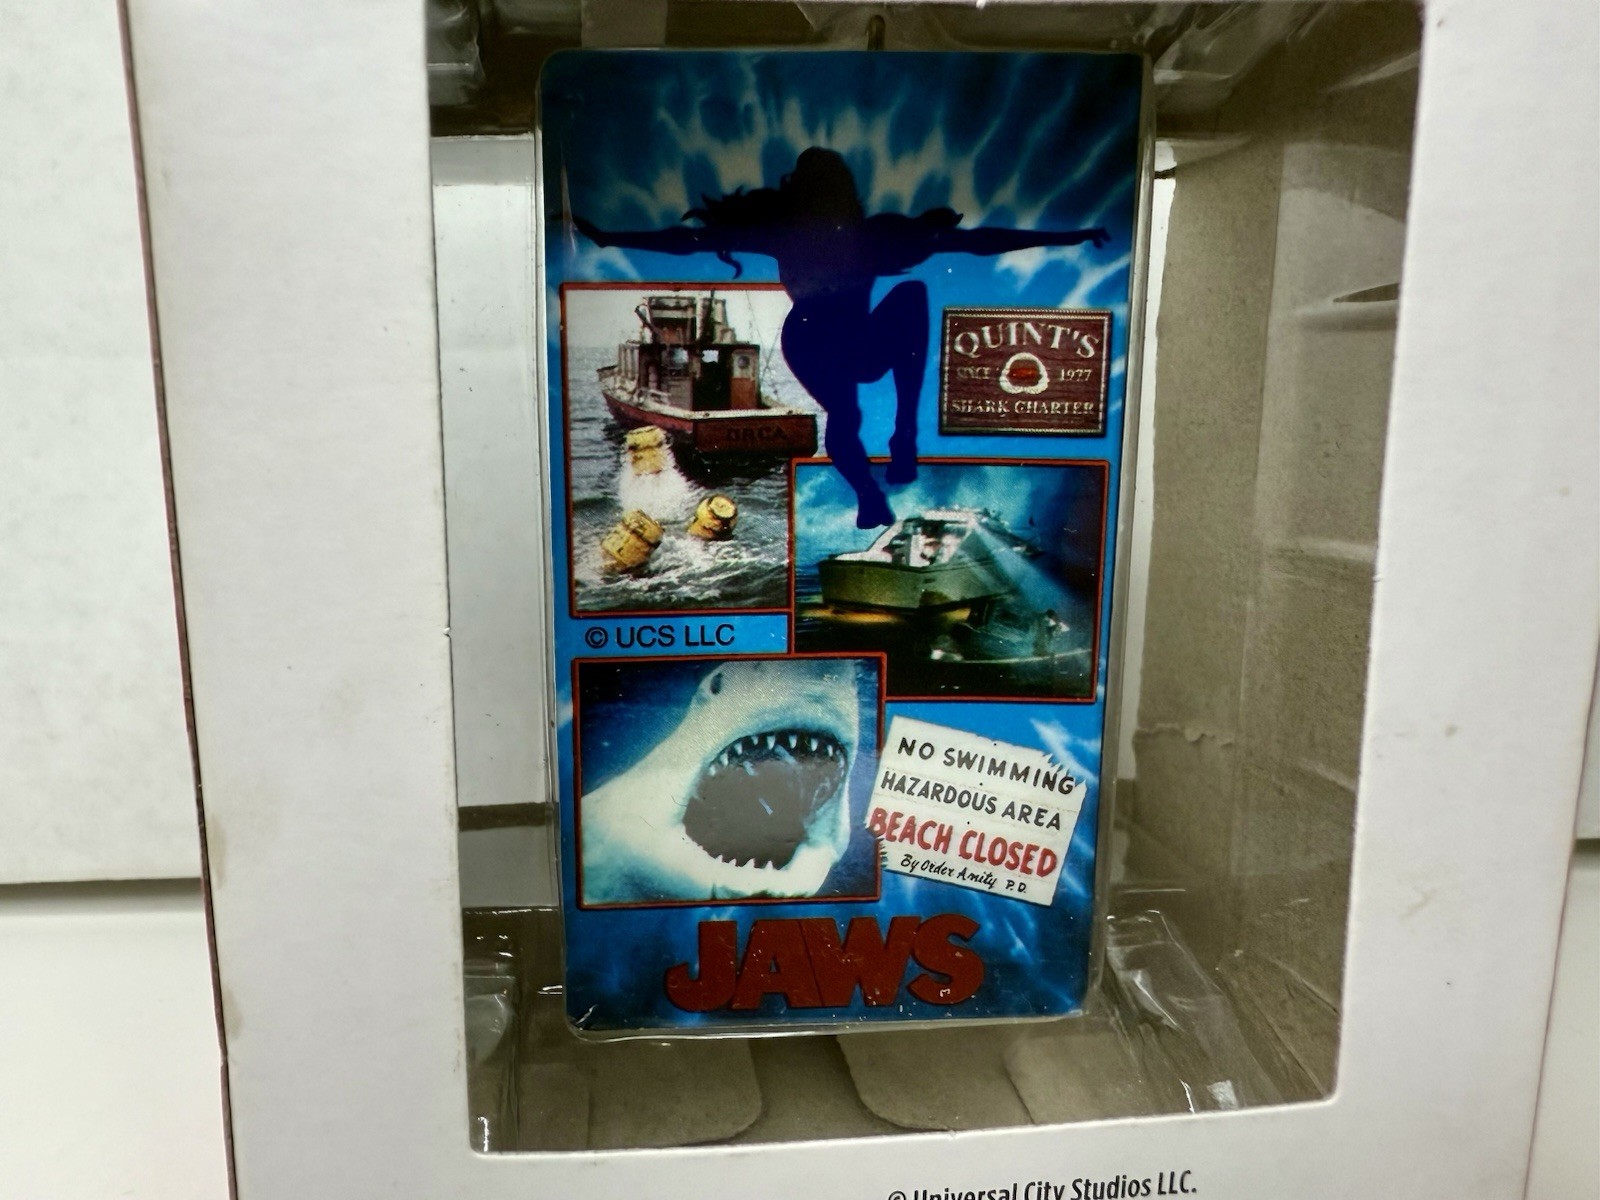 QUINT'S
SINCE 1977
SHARK CHARTER
ORCA
© UCS LLC
NO SWIMMING
HAZARDOUS AREA
BEACH CLOSED
By Order Amity P.D.
JAWS
© Universal City Studios LLC.